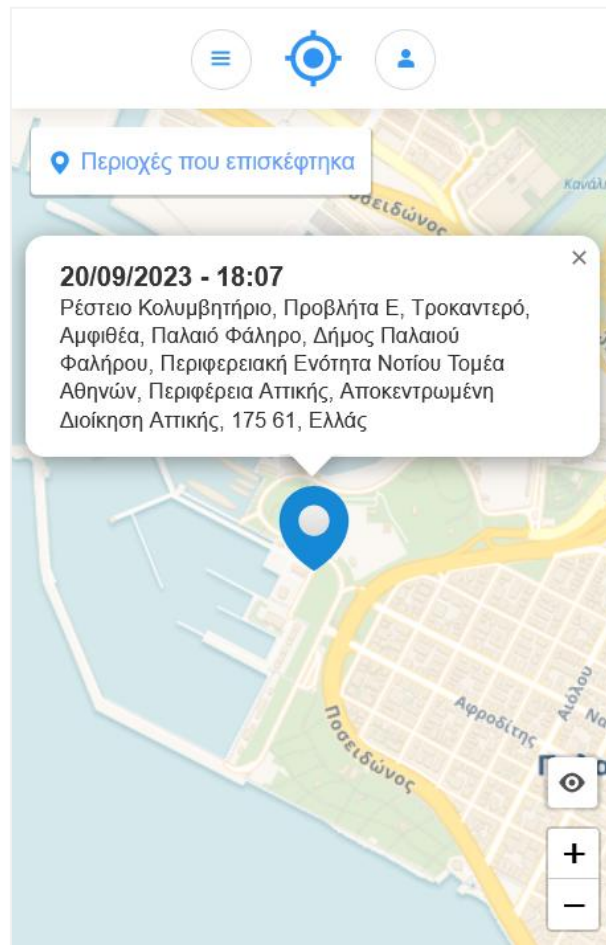 Περιοχές που επισκέφτηκα
20/09/2023 - 18:07
Ρέστειο Κολυμβητήριο, Προβλήτα Ε, Τροκαντερό,
Αμφιθέα, Παλαιό Φάληρο, Δήμος Παλαιού
Φαλήρου, Περιφερειακή Ενότητα Νοτίου Τομέα
Αθηνών, Περιφέρεια Αττικής, Αποκεντρωμένη
Διοίκηση Αττικής, 175 61, Ελλάς
Αφροδίτης
Αιόλου
Ποσειδώνος
+
−